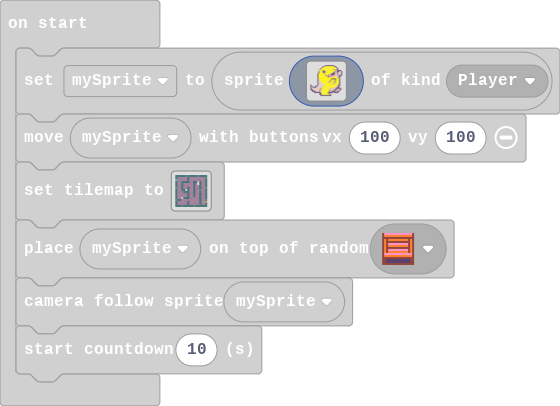 on start
set mySprite to sprite of kind Player
move mySprite with buttons vx 100 vy 100
set tilemap to
place mySprite on top of random
camera follow sprite mySprite
start countdown 10 (s)